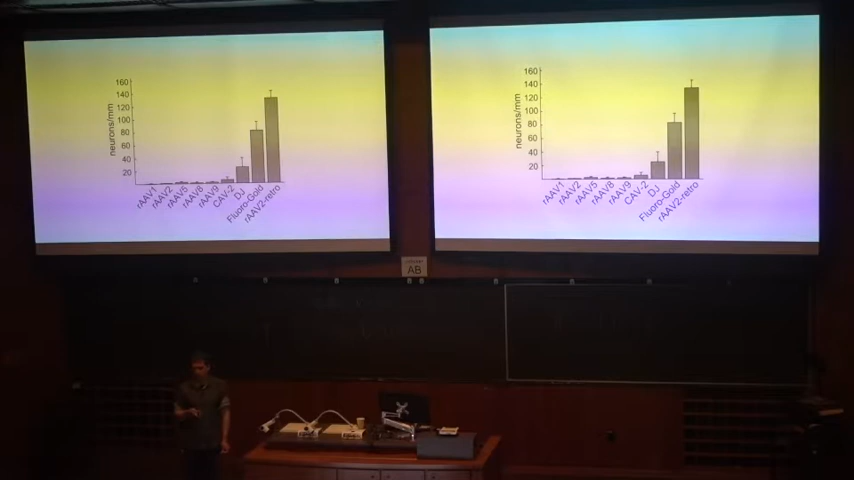 160
140
120
100
80
60
40
20
neurons/mm
rAAV1
rAAV2
rAAV5
rAAV8
rAAV9
CAV-2
DJ
Fluoro-Gold
rAAV2-retro
160
140
120
100
80
60
40
20
neurons/mm
rAAV1
rAAV2
rAAV5
rAAV8
rAAV9
CAV-2
DJ
Fluoro-Gold
rAAV2-retro
AB